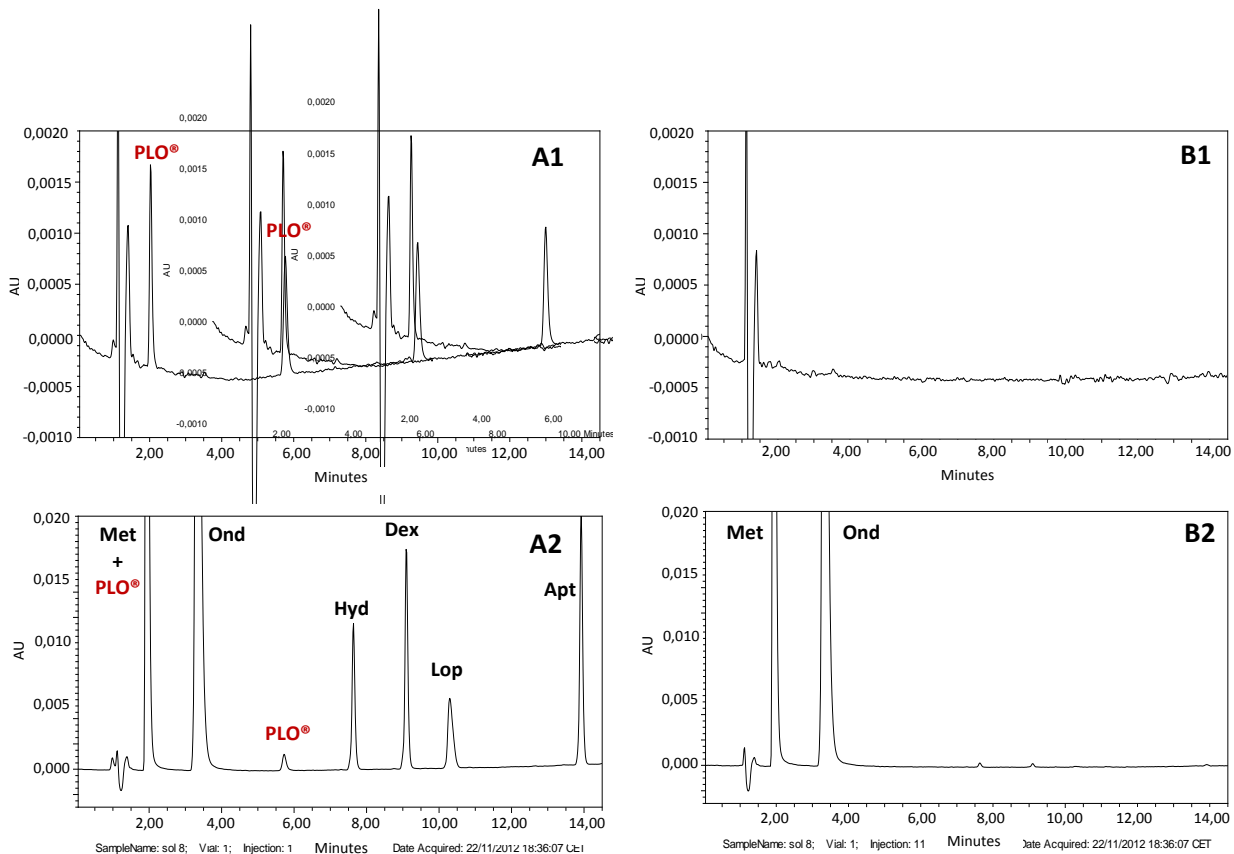 0,0020
0,0015
0,0010
0,0005
0,0000
-0,0005
-0,0010
AU
PLO®
A1
0,0020
0,0015
0,0010
0,0005
0,0000
-0,0005
-0,0010
AU
PLO®
0,0020
0,0015
0,0010
0,0005
0,0000
-0,0005
-0,0010
AU
2,00 4,00 6,00
2,00 4,00 6,00 8,00 10,00 Minutes
2,00 4,00 6,00 8,00 10,00 12,00 14,00
Minutes
0,0020
0,0015
0,0010
0,0005
0,0000
-0,0005
-0,0010
AU
B1
2,00 4,00 6,00 8,00 10,00 12,00 14,00
Minutes
0,020
0,015
0,010
0,005
0,000
AU
Met
+
PLO®
Ond
PLO®
Hyd
Dex
Lop
A2
Apt
2,00 4,00 6,00 8,00 10,00 12,00 14,00
SampleName: sol 8; Vial: 1; Injection: 1 Minutes Date Acquired: 22/11/2012 18:36:07 CET
0,020
0,015
0,010
0,005
0,000
AU
Met
Ond
B2
2,00 4,00 6,00 8,00 10,00 12,00 14,00
SampleName: sol 8; Vial: 1; Injection: 11 Minutes Date Acquired: 22/11/2012 18:36:07 CET